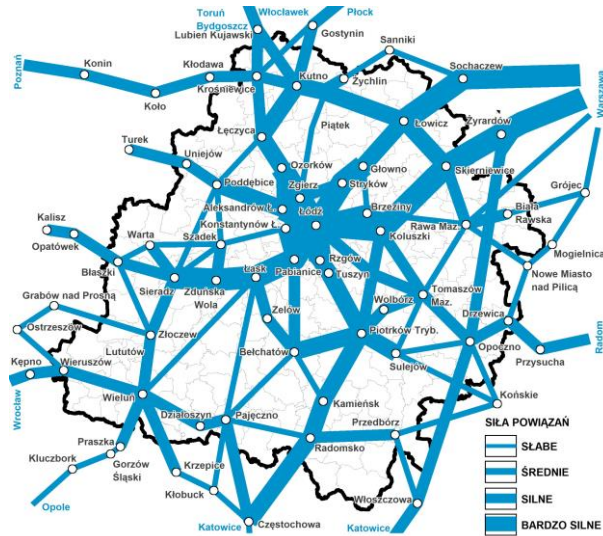 Toruń
Bydgoszcz
Włocławek
Płock
Lubień Kujawski
Gostynin
Sanniki
Poznań
Konin
Kłodawa
Kutno
Żychlin
Sochaczew
Koło
Krośniewice
Warszawa
Piątek
Łowicz
Żyrardów
Turek
Łęczyca
Uniejów
Ozorków
Głowno
Skierniewice
Zgierz
Stryków
Grójec
Poddębice
Aleksandrów Ł.
Łódź
Brzeziny
Biała
Rawska
Kalisz
Konstantynów Ł.
Rawa Maz.
Opatówek
Warta
Szadek
Koluszki
Mogielnica
Błaszki
Łask
Rzgów
Pabianice
Tuszyn
Nowe Miasto
nad Pilicą
Sieradz
Zduńska
Wola
Wolbórz
Tomaszów
Maz.
Grabów nad Prosną
Zelów
Drzewica
Ostrzeszów
Złoczew
Piotrków Tryb.
Radom
Lututów
Bełchatów
Sulejów
Opoczno
Przysucha
Kępno
Wieruszów
Wrocław
Wieluń
Kamieńsk
Końskie
Działoszyn
Pajęczno
Przedbórz
SIŁA POWIĄZAŃ
Praszka
Radomsko
SŁABE
Kluczbork
Gorzów
Śląski
Krzepice
ŚREDNIE
Kłobuck
Włoszczowa
SILNE
Opole
Katowice
Częstochowa
Katowice
BARDZO SILNE